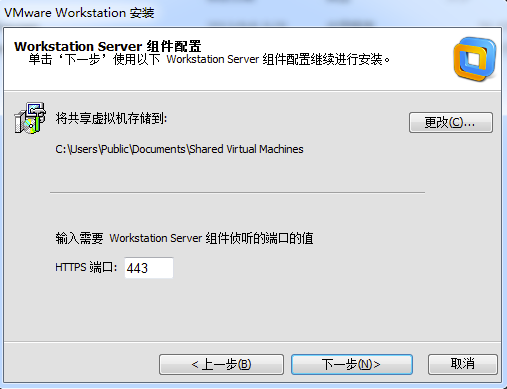 VMware Workstation 安装
Workstation Server 组件配置
单击‘下一步’使用以下 Workstation Server 组件配置继续进行安装。
将共享虚拟机存储到:
更改(C)...
C:\Users\Public\Documents\Shared Virtual Machines
输入需要 Workstation Server 组件侦听的端口的值
HTTPS 端口: 443
<上一步(B)
下一步(N)>
取消